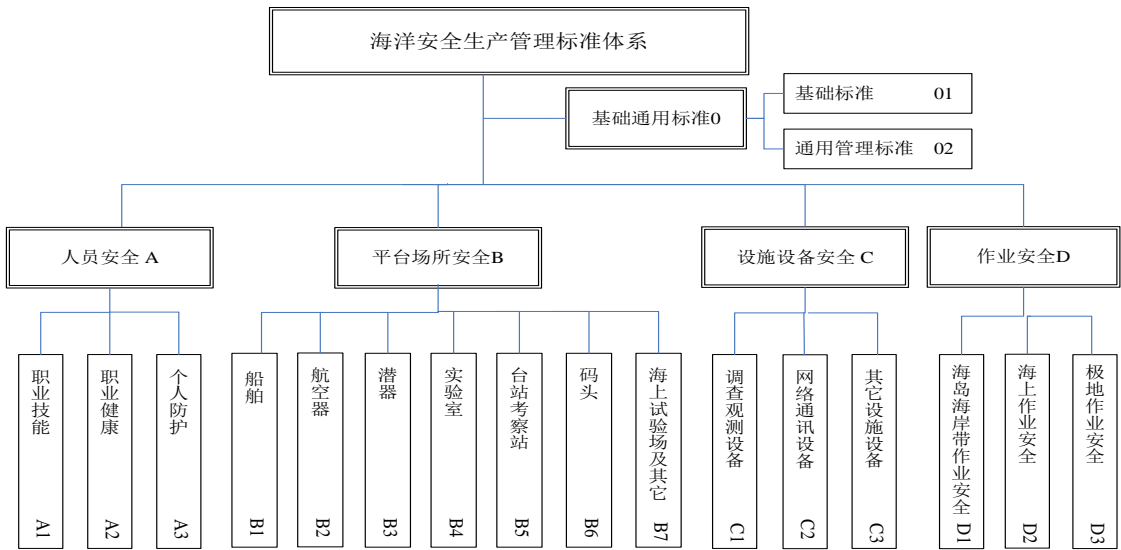 海洋安全生产管理标准体系
基础通用标准0
基础标准 01
通用管理标准 02
人员安全 A
平台场所安全B
设施设备安全 C
作业安全D
职业技能 A1
职业健康 A2
个人防护 A3
船舶 B1
航空器 B2
潜器 B3
实验室 B4
台站考察站 B5
码头 B6
海上试验场及其它 B7
调查观测设备 C1
网络通讯设备 C2
其它设施设备 C3
海岛海岸带作业安全 D1
海上作业安全 D2
极地作业安全 D3